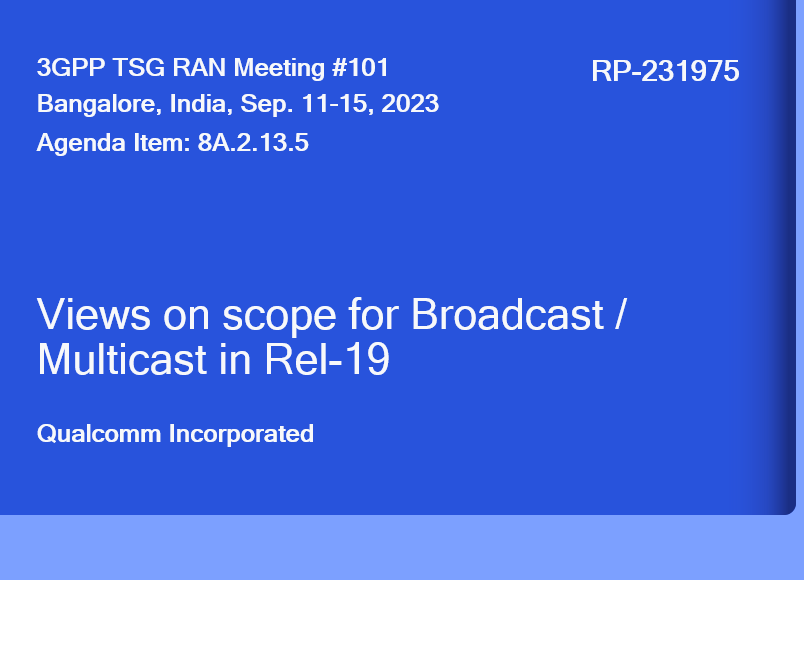 3GPP TSG RAN Meeting #101
RP-231975
Bangalore, India, Sep. 11-15, 2023
Agenda Item: 8A.2.13.5
Views on scope for Broadcast /
Multicast in Rel-19
Qualcomm Incorporated